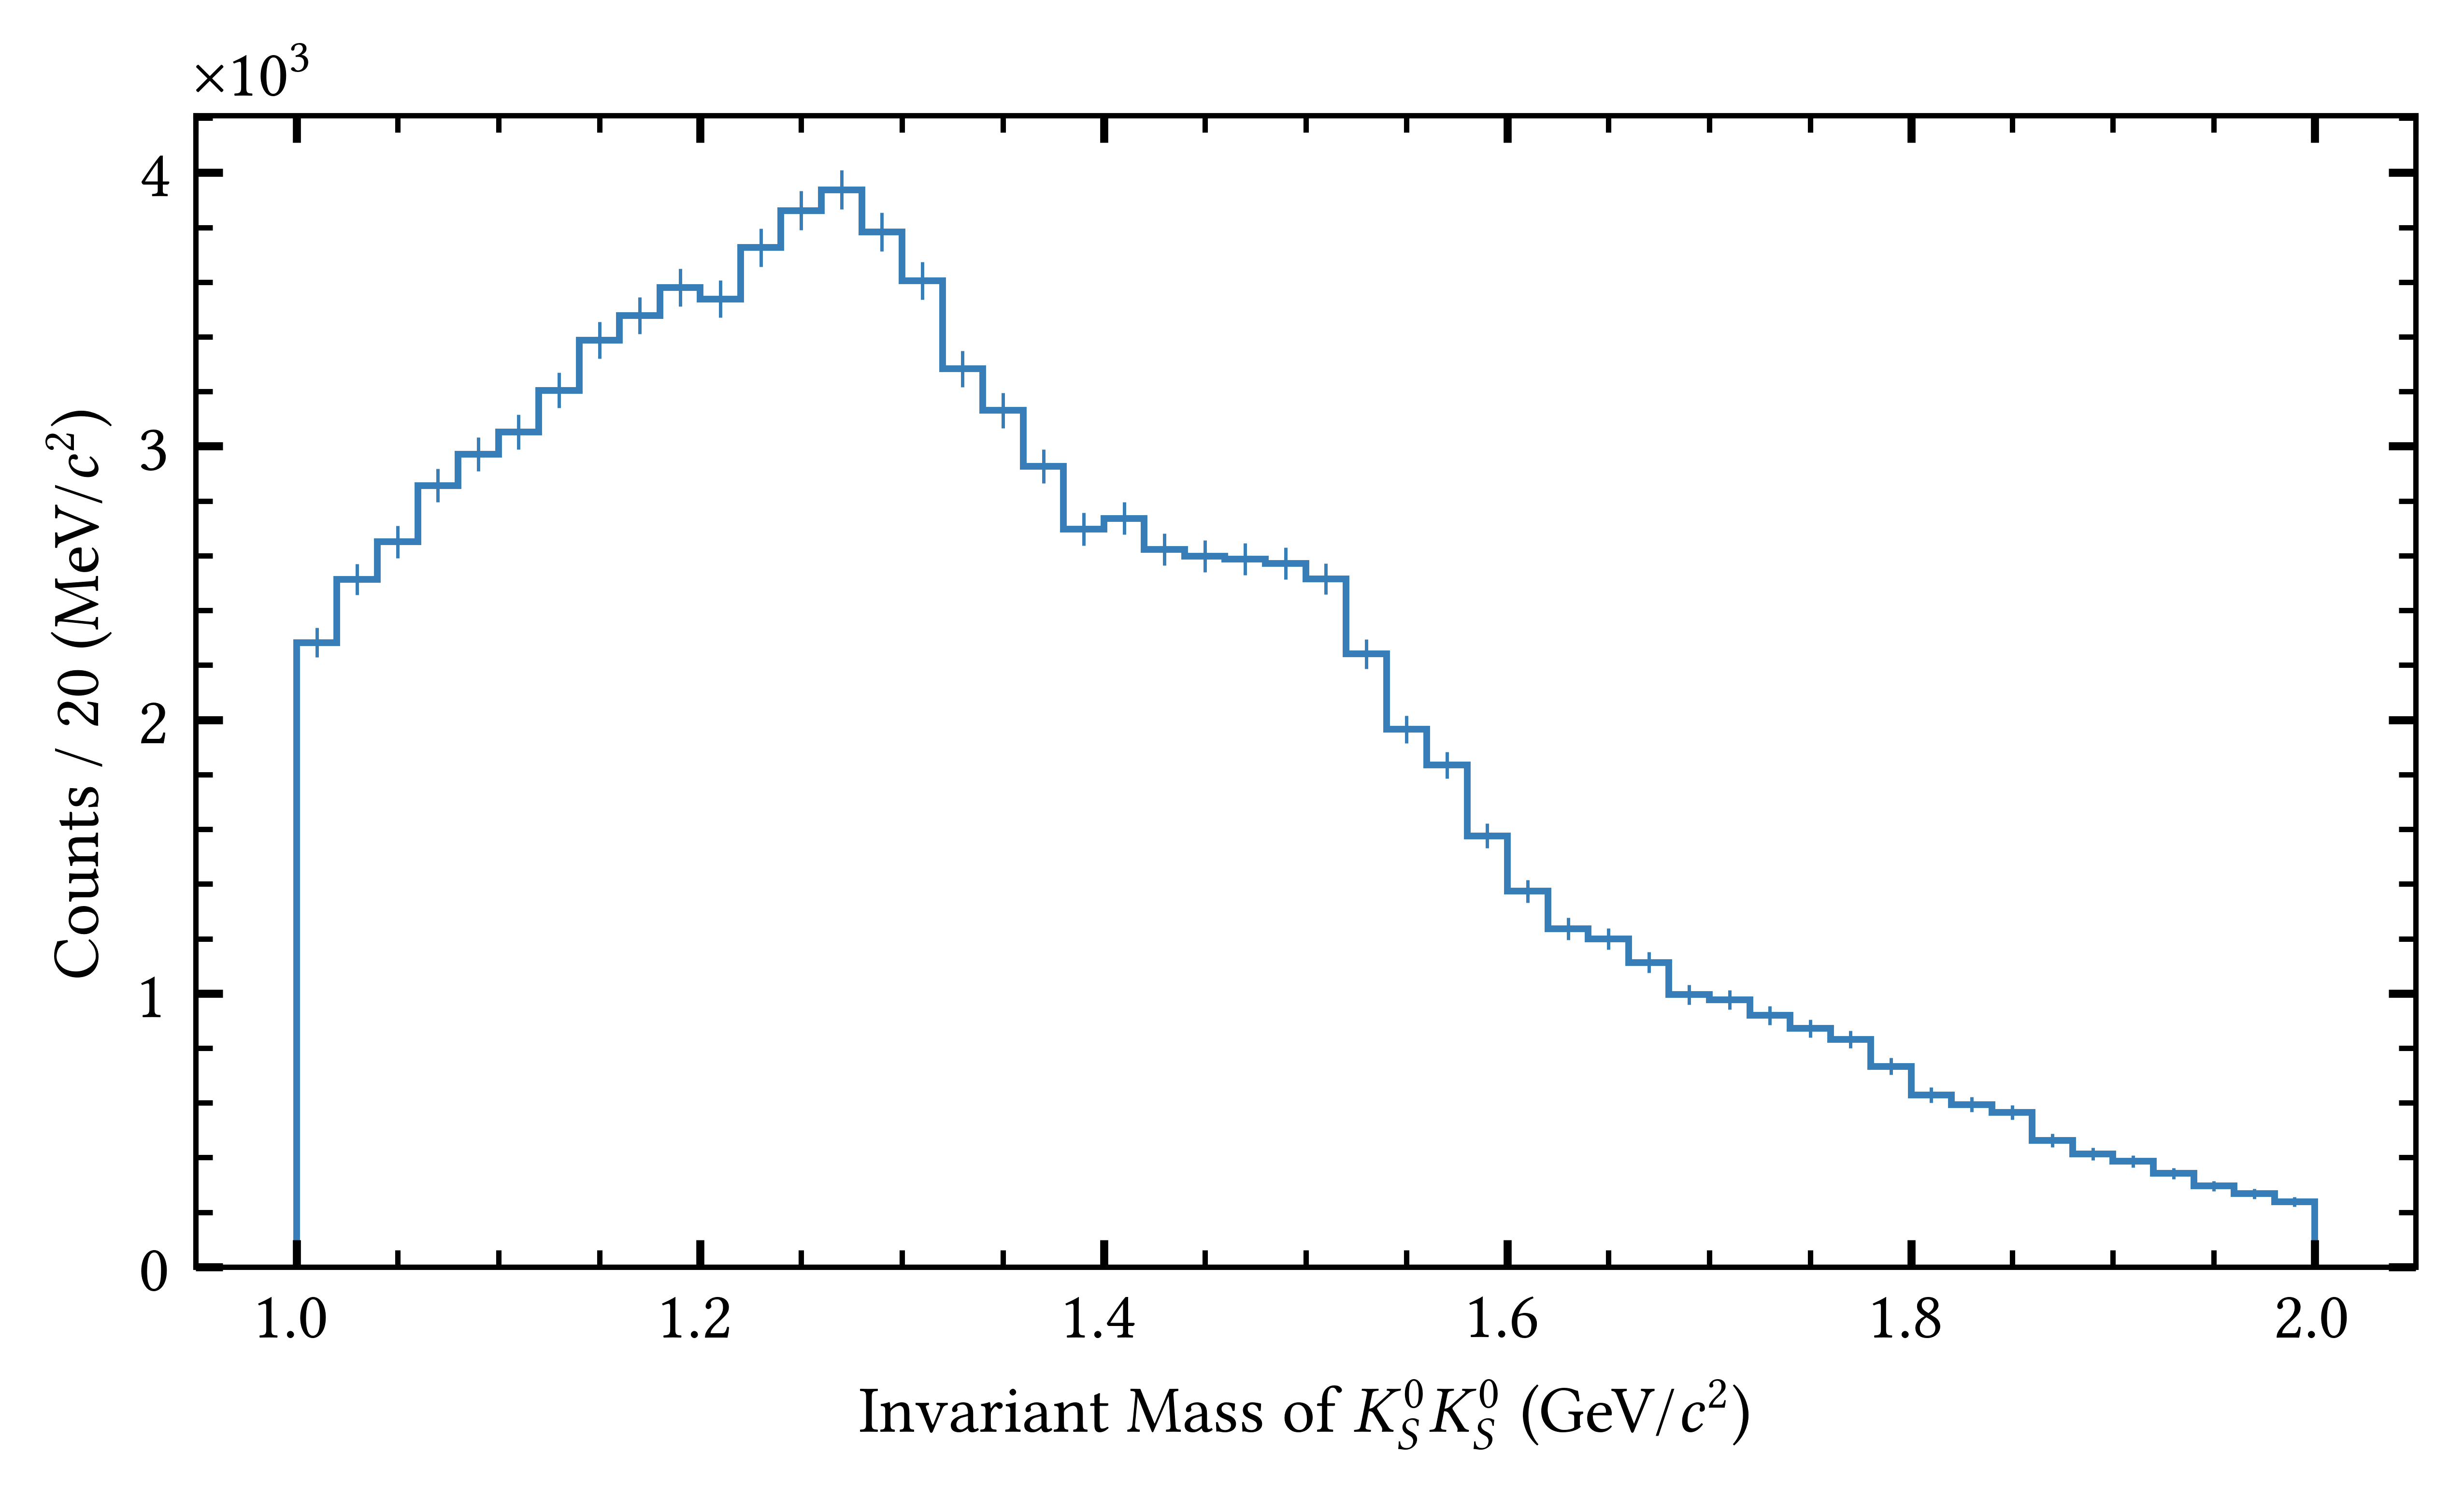 ×10³
4
3
2
1
0
Counts / 20 (MeV/c²)
1.0 1.2 1.4 1.6 1.8 2.0
Invariant Mass of K⁰_S K⁰_S (GeV/c²)